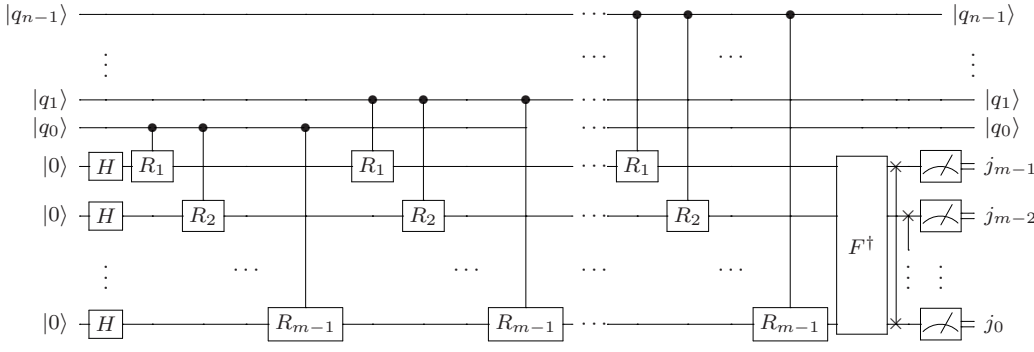 |q_{n−1}⟩ ··· |q_{n−1}⟩
⋮ ··· ··· ⋮
|q_1⟩ ··· |q_1⟩
|q_0⟩ ··· |q_0⟩
|0⟩ H R_1 R_1 ··· R_1 j_{m−1}
|0⟩ H R_2 R_2 ··· R_2 j_{m−2}
F^†
⋮ ··· ··· ··· ··· ⋮ ⋮
|0⟩ H R_{m−1} R_{m−1} ··· R_{m−1} j_0